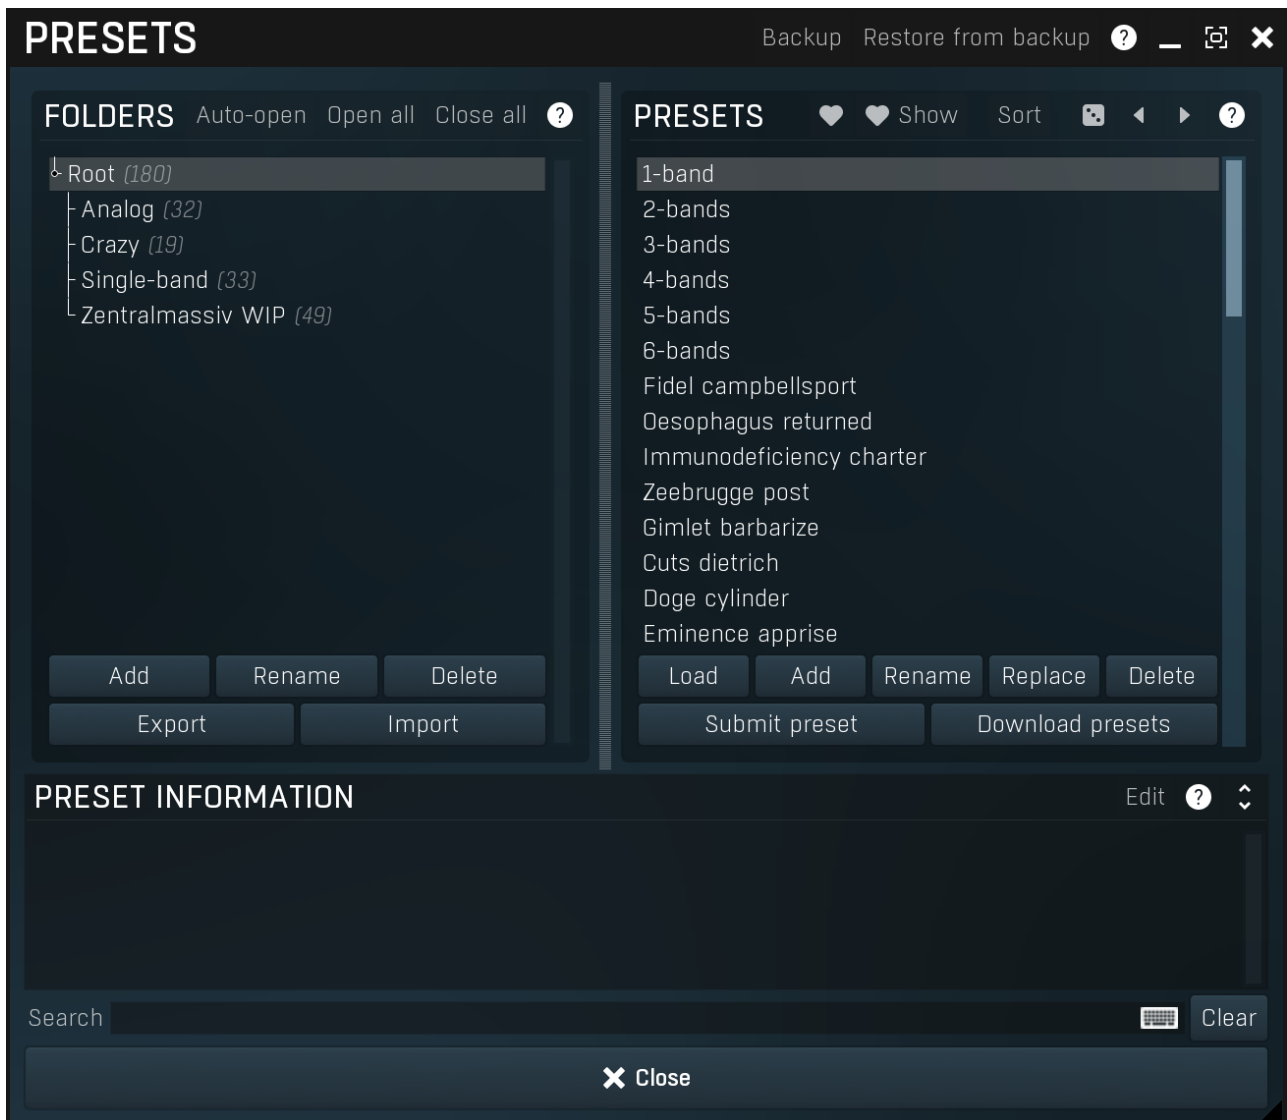 PRESETS Backup Restore from backup ?
FOLDERS Auto-open Open all Close all ?
Root (180)
Analog (32)
Crazy (19)
Single-band (33)
Zentralmassiv WIP (49)
Add Rename Delete
Export Import
PRESETS Show Sort ?
1-band
2-bands
3-bands
4-bands
5-bands
6-bands
Fidel campbellsport
Oesophagus returned
Immunodeficiency charter
Zeebrugge post
Gimlet barbarize
Cuts dietrich
Doge cylinder
Eminence apprise
Load Add Rename Replace Delete
Submit preset Download presets
PRESET INFORMATION Edit ?
Search Clear
Close